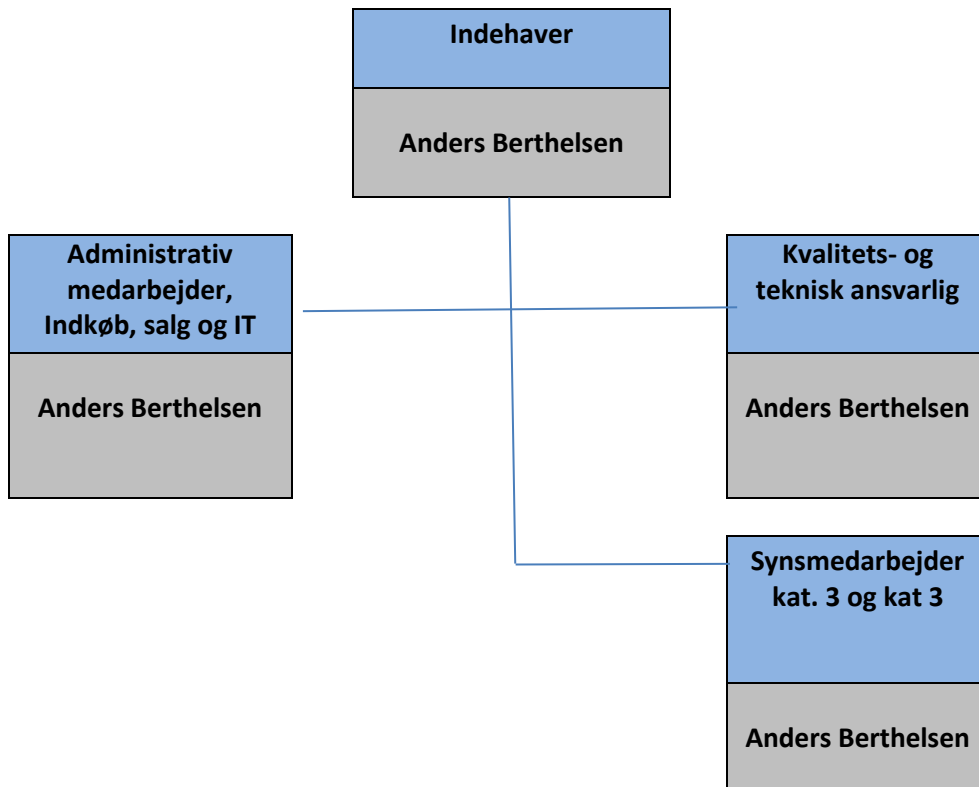 Indehaver
Anders Berthelsen
Administrativ
medarbejder,
Indkøb, salg og IT
Anders Berthelsen
Kvalitets- og
teknisk ansvarlig
Anders Berthelsen
Synsmedarbejder
kat. 3 og kat 3
Anders Berthelsen